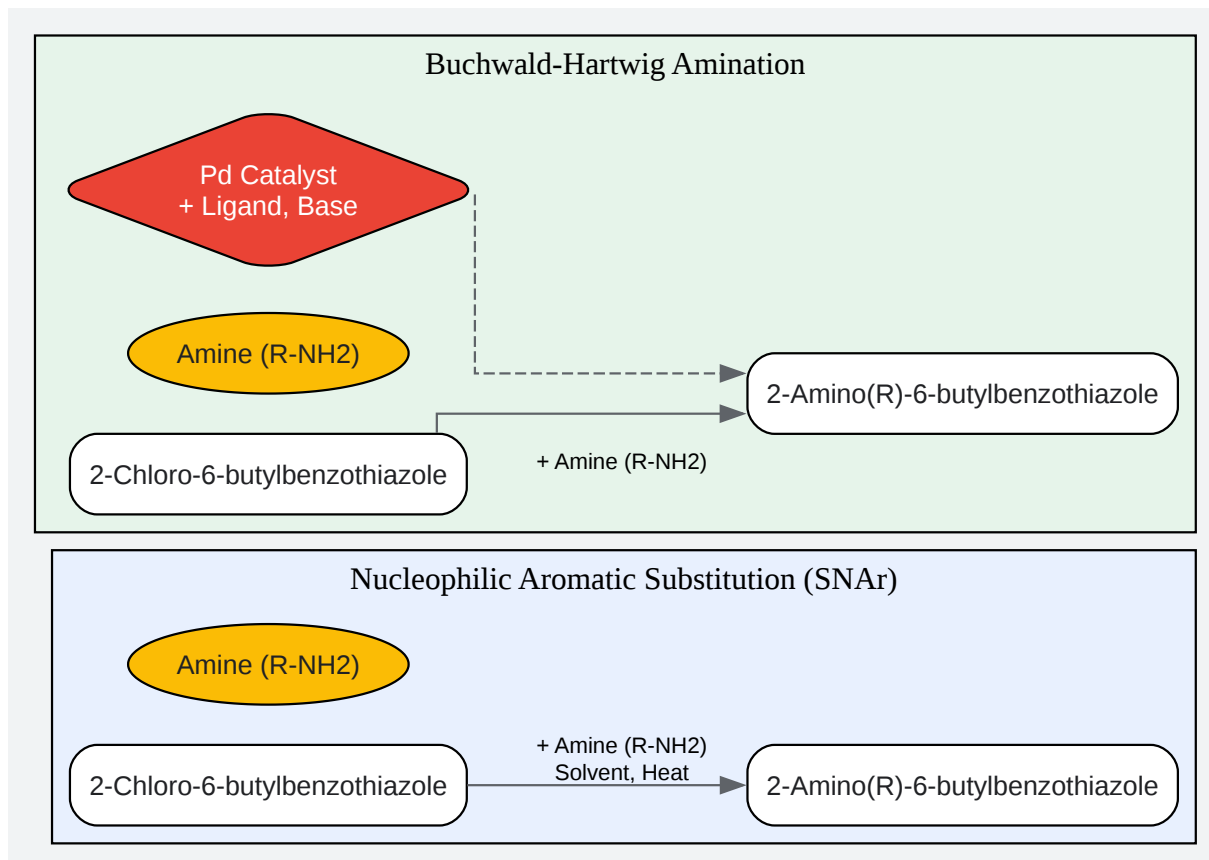 Buchwald-Hartwig Amination
Pd Catalyst
+ Ligand, Base
Amine (R-NH2)
2-Amino(R)-6-butylbenzothiazole
+ Amine (R-NH2)
2-Chloro-6-butylbenzothiazole
Nucleophilic Aromatic Substitution (SNAr)
Amine (R-NH2)
+ Amine (R-NH2)
Solvent, Heat
2-Chloro-6-butylbenzothiazole
2-Amino(R)-6-butylbenzothiazole